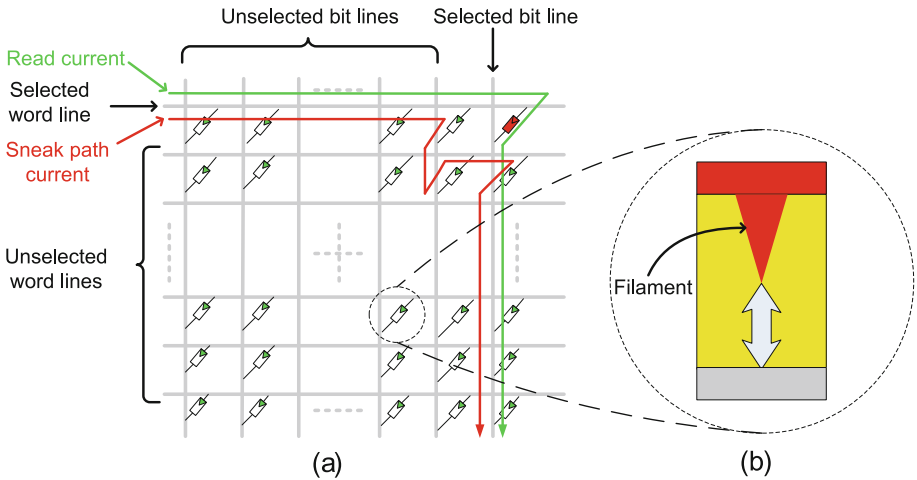 Unselected bit lines
Selected bit line
Read current
Selected
word line
Sneak path
current
Unselected
word lines
Filament
(a)
(b)